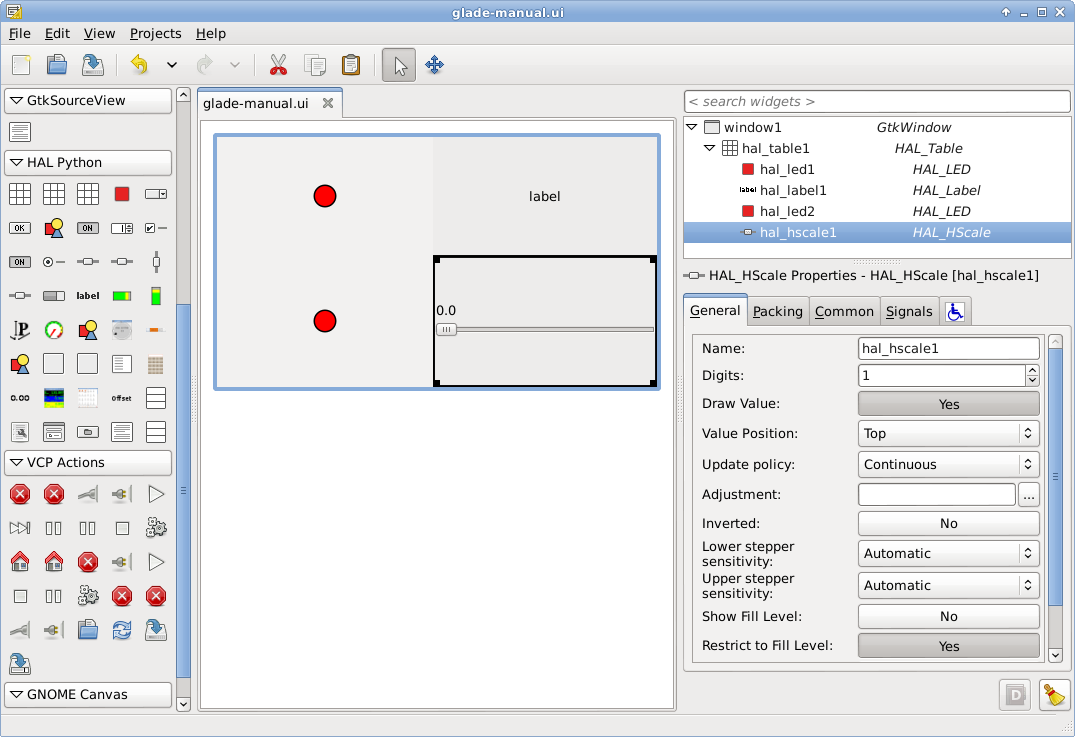 glade-manual.ui
File Edit View Projects Help
GtkSourceView
HAL Python
OK
ON
ON
label
0.00
Offset
VCP Actions
GNOME Canvas
glade-manual.ui
label
0.0
< search widgets >
window1 GtkWindow
hal_table1 HAL_Table
hal_led1 HAL_LED
label hal_label1 HAL_Label
hal_led2 HAL_LED
hal_hscale1 HAL_HScale
HAL_HScale Properties - HAL_HScale [hal_hscale1]
General Packing Common Signals
Name: hal_hscale1
Digits: 1
Draw Value: Yes
Value Position: Top
Update policy: Continuous
Adjustment: ...
Inverted: No
Lower stepper
sensitivity: Automatic
Upper stepper
sensitivity: Automatic
Show Fill Level: No
Restrict to Fill Level: Yes
D